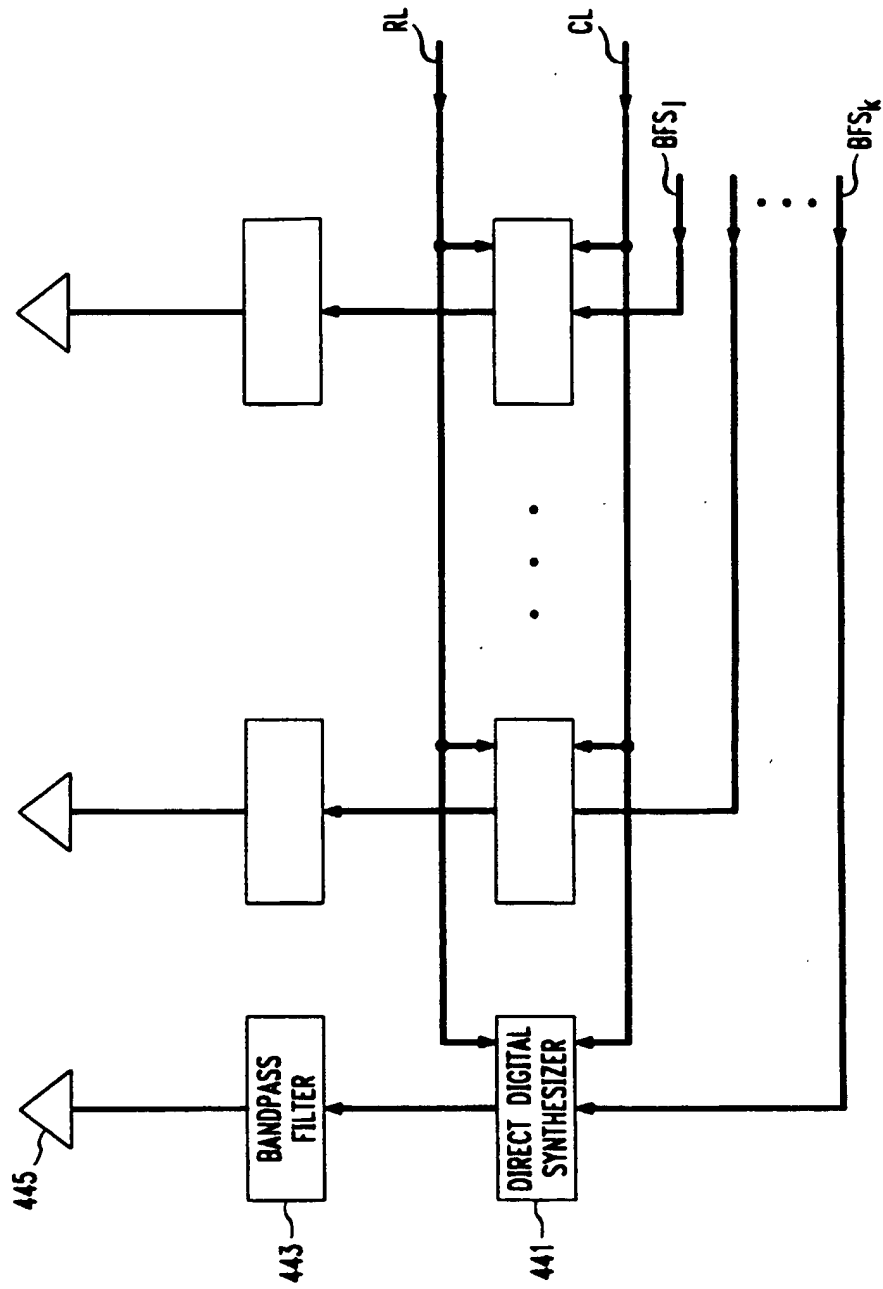 445
BANDPASS
FILTER
443
DIRECT DIGITAL
SYNTHESIZER
441
RL
CL
BFS1
BFSk